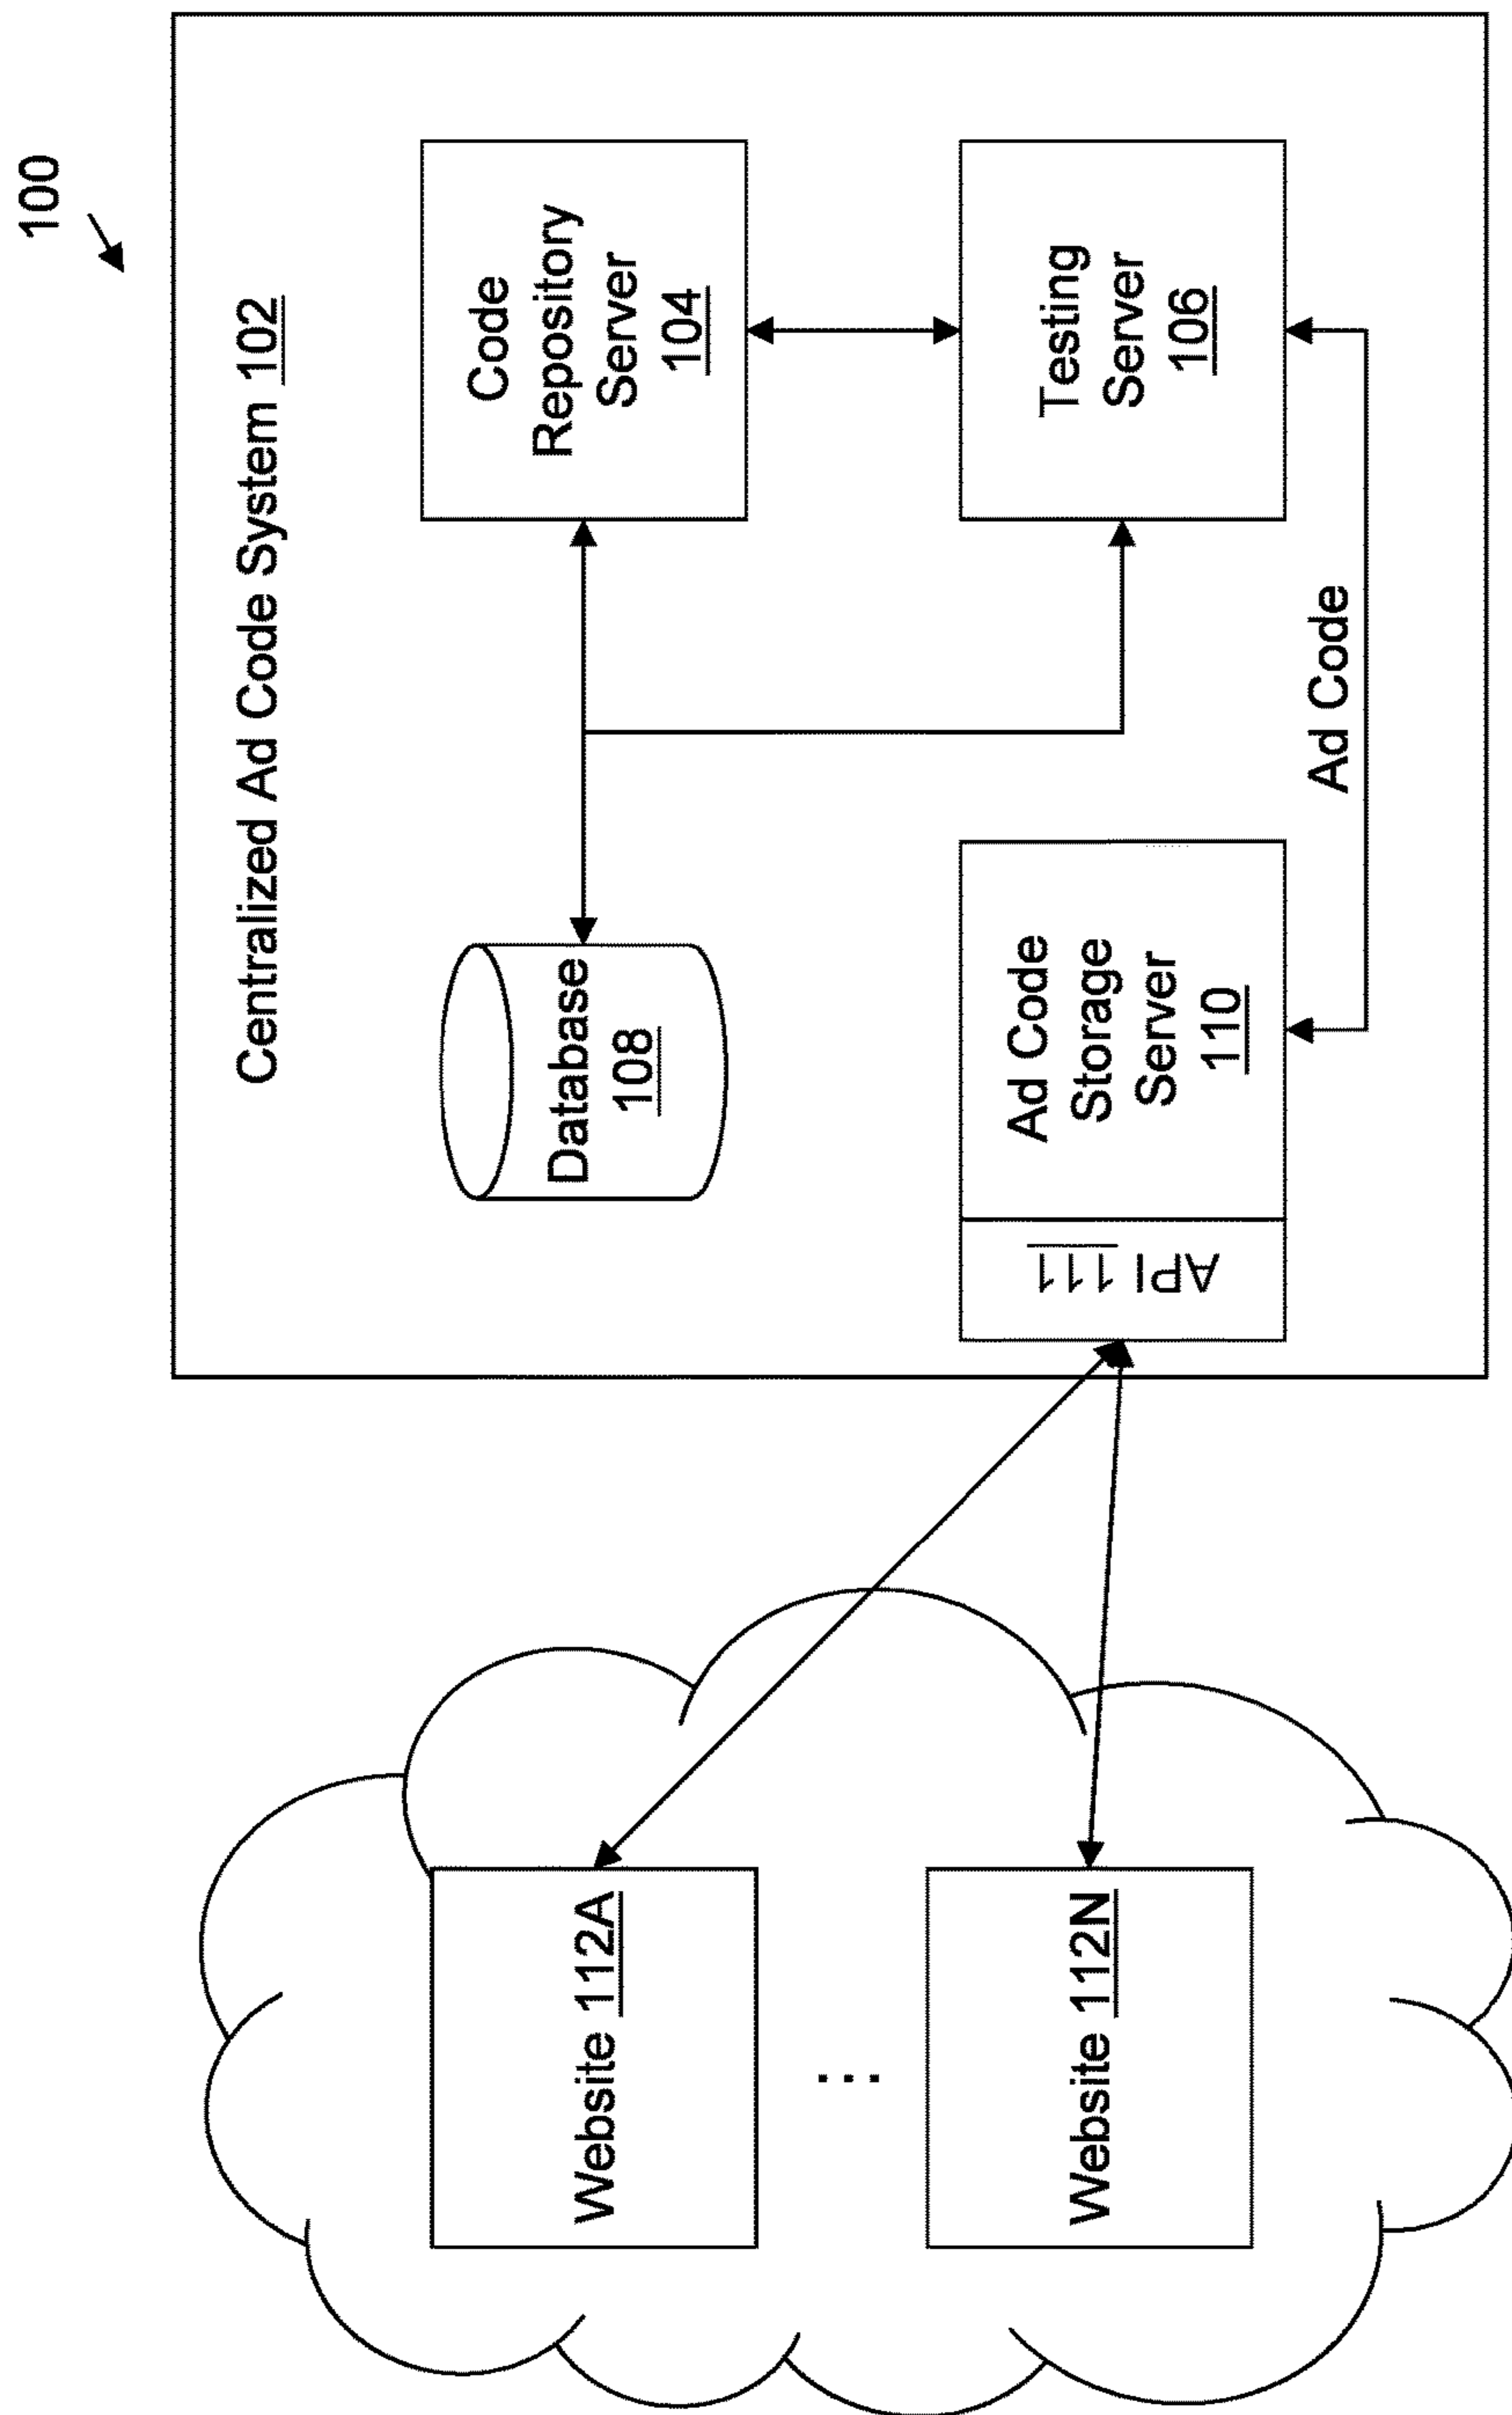 100
Centralized Ad Code System 102
Database
108
Code
Repository
Server
104
API 111
Ad Code
Storage
Server
110
Testing
Server
106
Ad Code
Website 112A
...
Website 112N